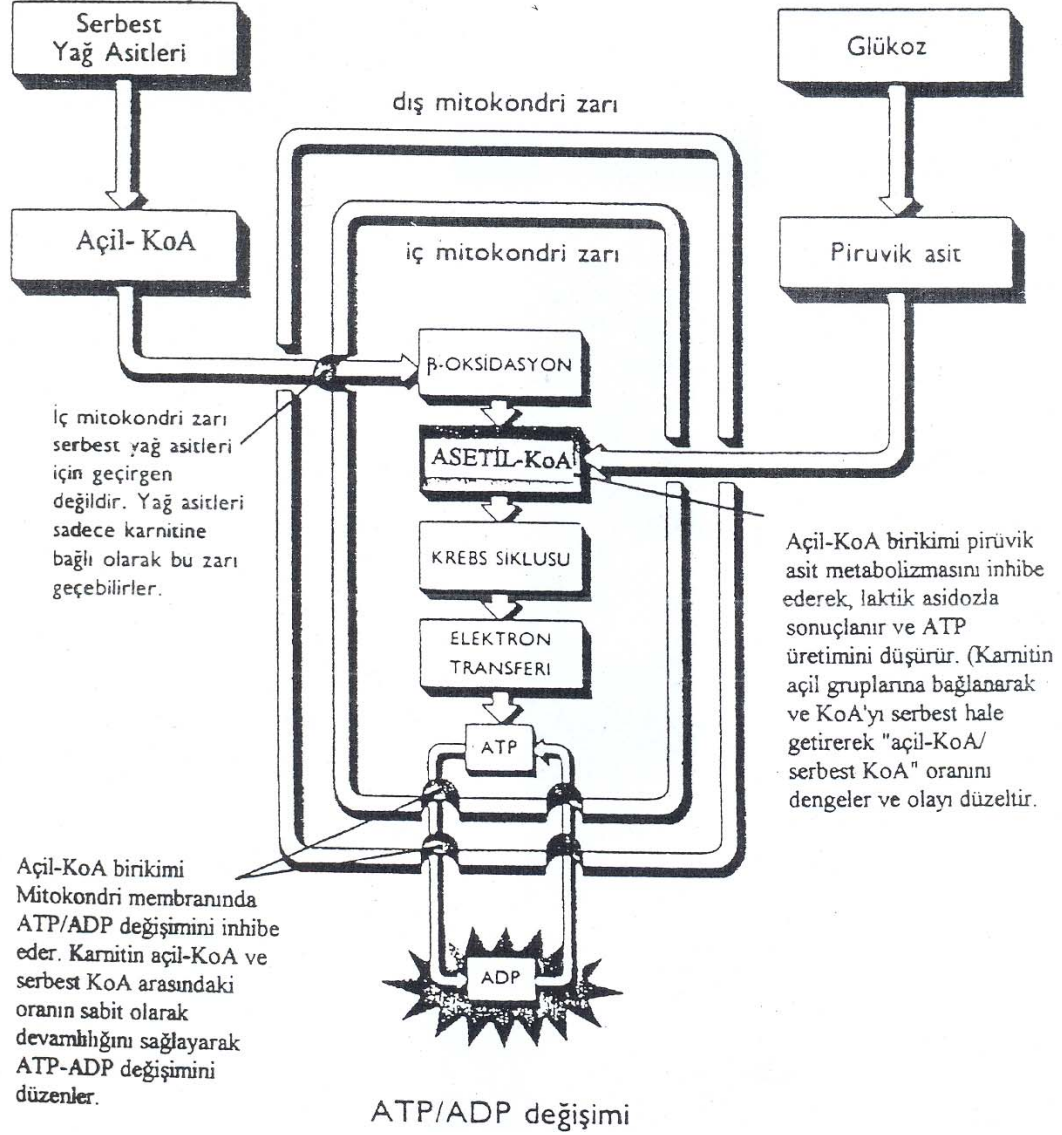 Serbest
Yağ Asitleri
Glükoz
dış mitokondri zarı
Açil-KoA
iç mitokondri zarı
Piruvik asit
β-OKSİDASYON
İç mitokondri zarı
serbest yağ asitleri
için geçirgen
değildir. Yağ asitleri
sadece karnitine
bağlı olarak bu zarı
geçebilirler.
ASETİL-KoA
KREBS SİKLUSU
ELEKTRON
TRANSFERI
ATP
Açil-KoA birikimi pirüvik
asit metabolizmasını inhibe
ederek, laktik asidozla
sonuçlanır ve ATP
üretimini düşürür. (Karnitin
açil gruplarına bağlanarak
ve KoA'yı serbest hale
getirerek "açil-KoA/
serbest KoA" oranını
dengeler ve olayı düzeltir.
Açil-KoA birikimi
Mitokondri membranında
ATP/ADP değişimini inhibe
eder. Karnitin açil-KoA ve
serbest KoA arasındaki
oranın sabit olarak
devamlılığını sağlayarak
ATP-ADP değişimini
düzenler.
ADP
ATP/ADP değişimi